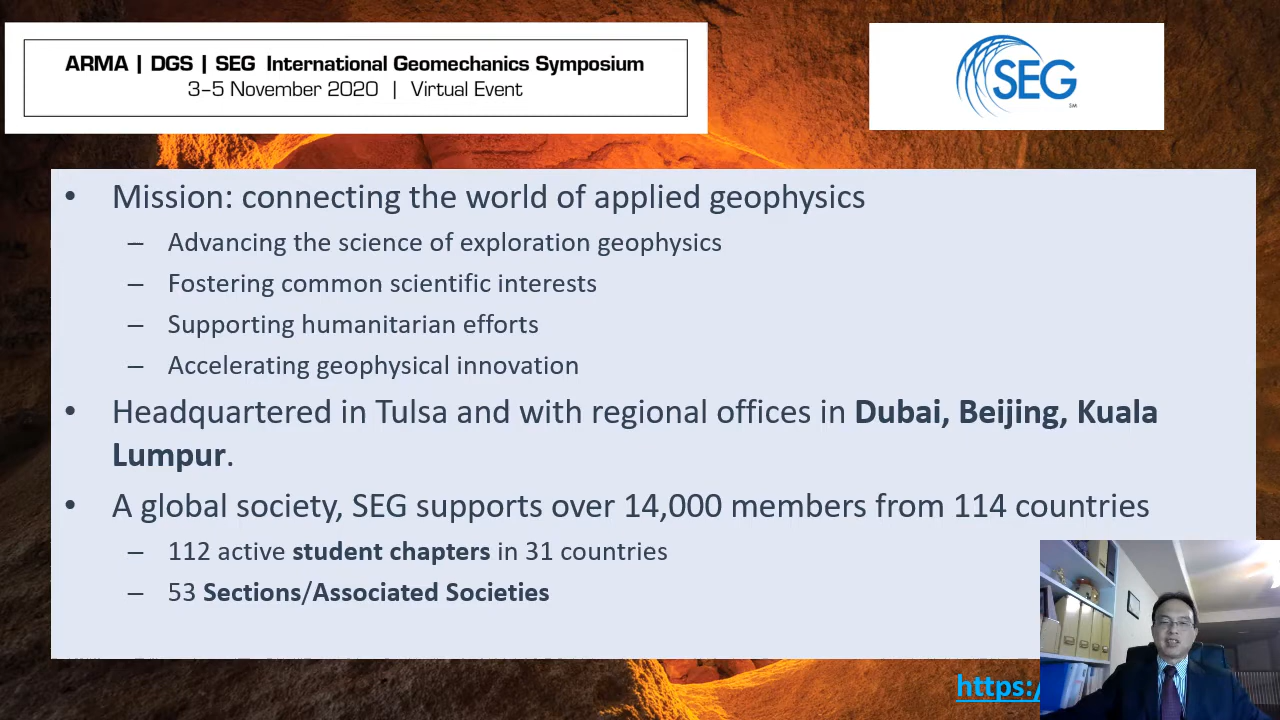 ARMA | DGS | SEG International Geomechanics Symposium
3–5 November 2020 | Virtual Event
SEG
SM
• Mission: connecting the world of applied geophysics
– Advancing the science of exploration geophysics
– Fostering common scientific interests
– Supporting humanitarian efforts
– Accelerating geophysical innovation
• Headquartered in Tulsa and with regional offices in Dubai, Beijing, Kuala
Lumpur.
• A global society, SEG supports over 14,000 members from 114 countries
– 112 active student chapters in 31 countries
– 53 Sections/Associated Societies
https:/